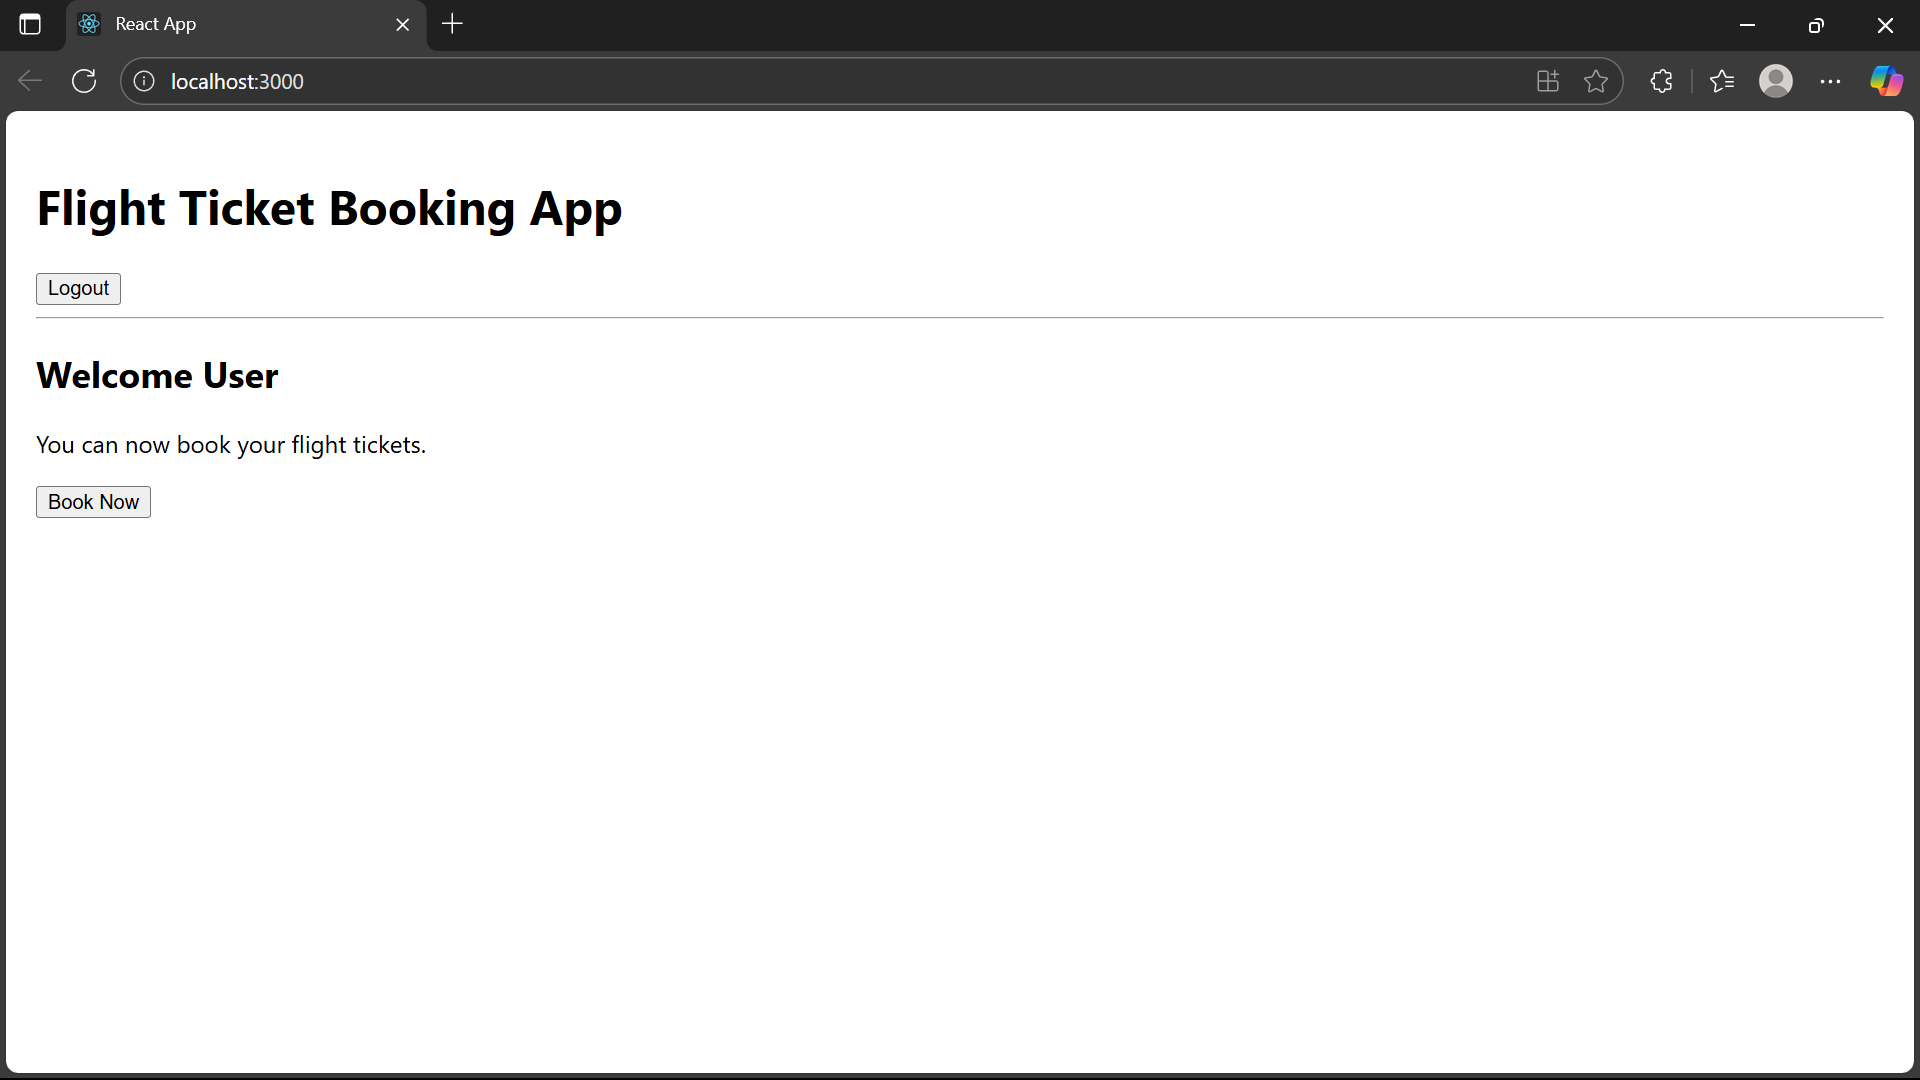 React App
localhost:3000
Flight Ticket Booking App
Logout
Welcome User
You can now book your flight tickets.
Book Now